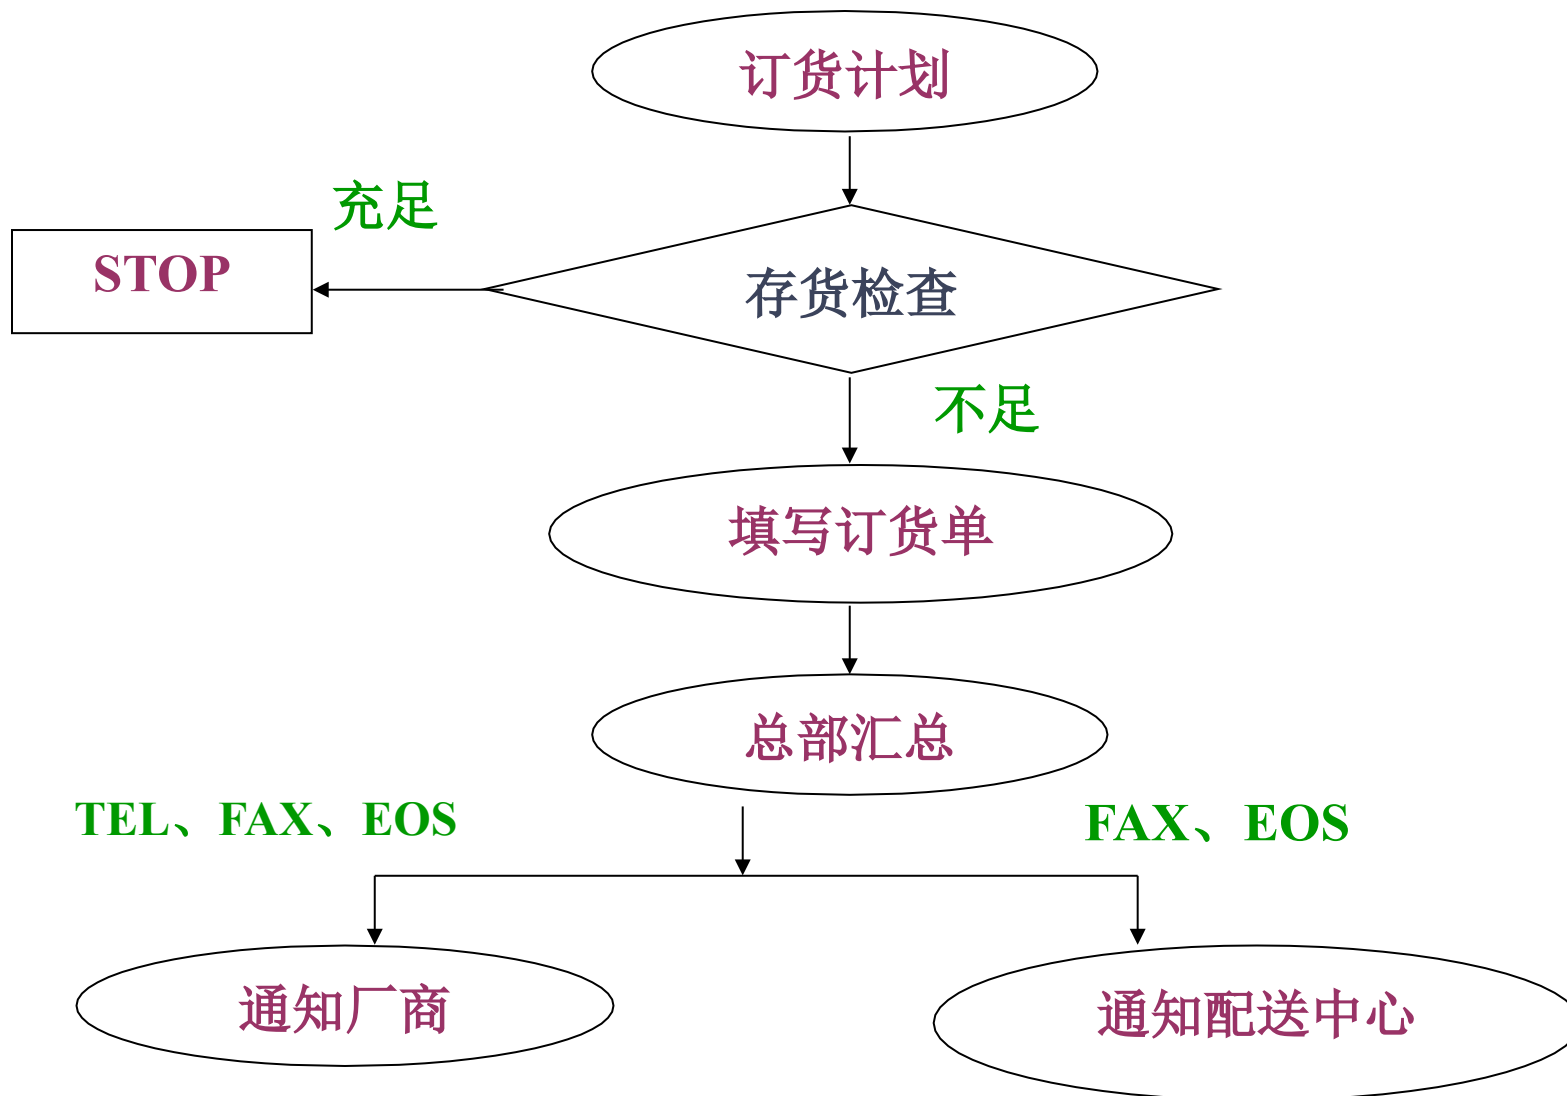 订货计划
充足
STOP
存货检查
不足
填写订货单
总部汇总
TEL、FAX、EOS
FAX、EOS
通知厂商
通知配送中心